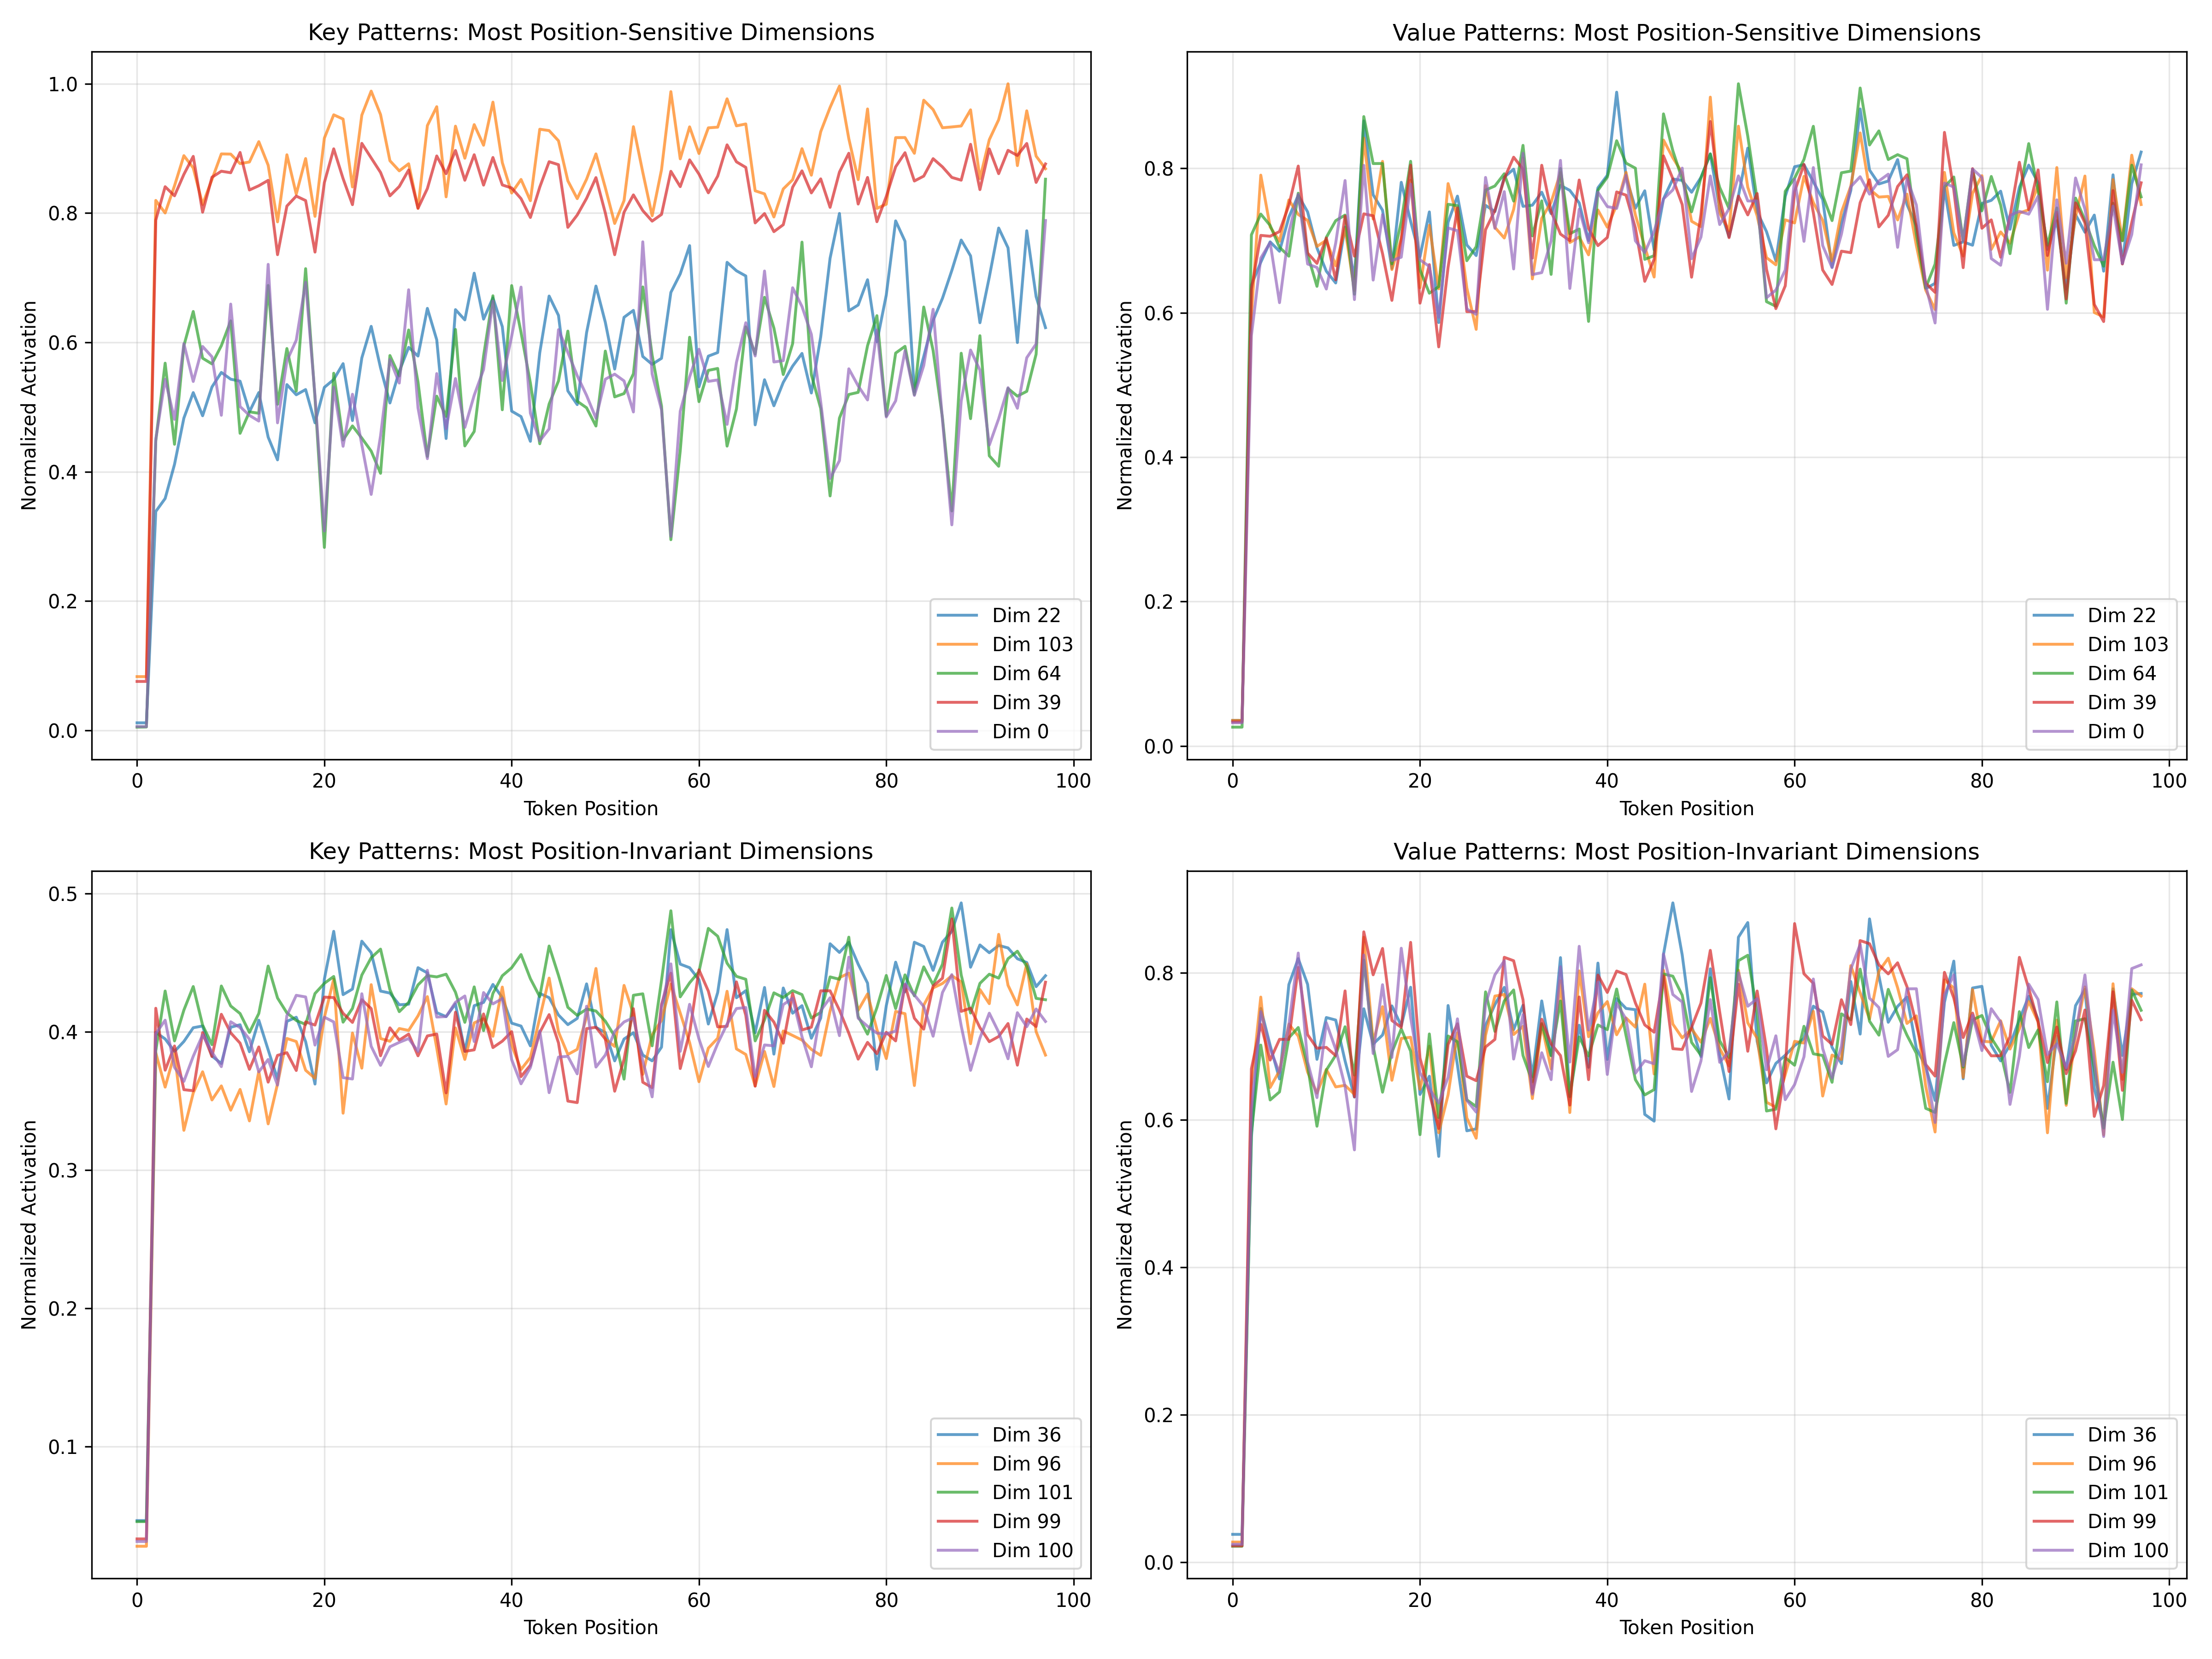 Key Patterns: Most Position-Sensitive Dimensions
Normalized Activation
1.0
0.8
0.6
0.4
0.2
0.0
0 20 40 60 80 100
Token Position
Dim 22
Dim 103
Dim 64
Dim 39
Dim 0
Value Patterns: Most Position-Sensitive Dimensions
Normalized Activation
0.8
0.6
0.4
0.2
0.0
0 20 40 60 80 100
Token Position
Dim 22
Dim 103
Dim 64
Dim 39
Dim 0
Key Patterns: Most Position-Invariant Dimensions
Normalized Activation
0.5
0.4
0.3
0.2
0.1
0 20 40 60 80 100
Token Position
Dim 36
Dim 96
Dim 101
Dim 99
Dim 100
Value Patterns: Most Position-Invariant Dimensions
Normalized Activation
0.8
0.6
0.4
0.2
0.0
0 20 40 60 80 100
Token Position
Dim 36
Dim 96
Dim 101
Dim 99
Dim 100